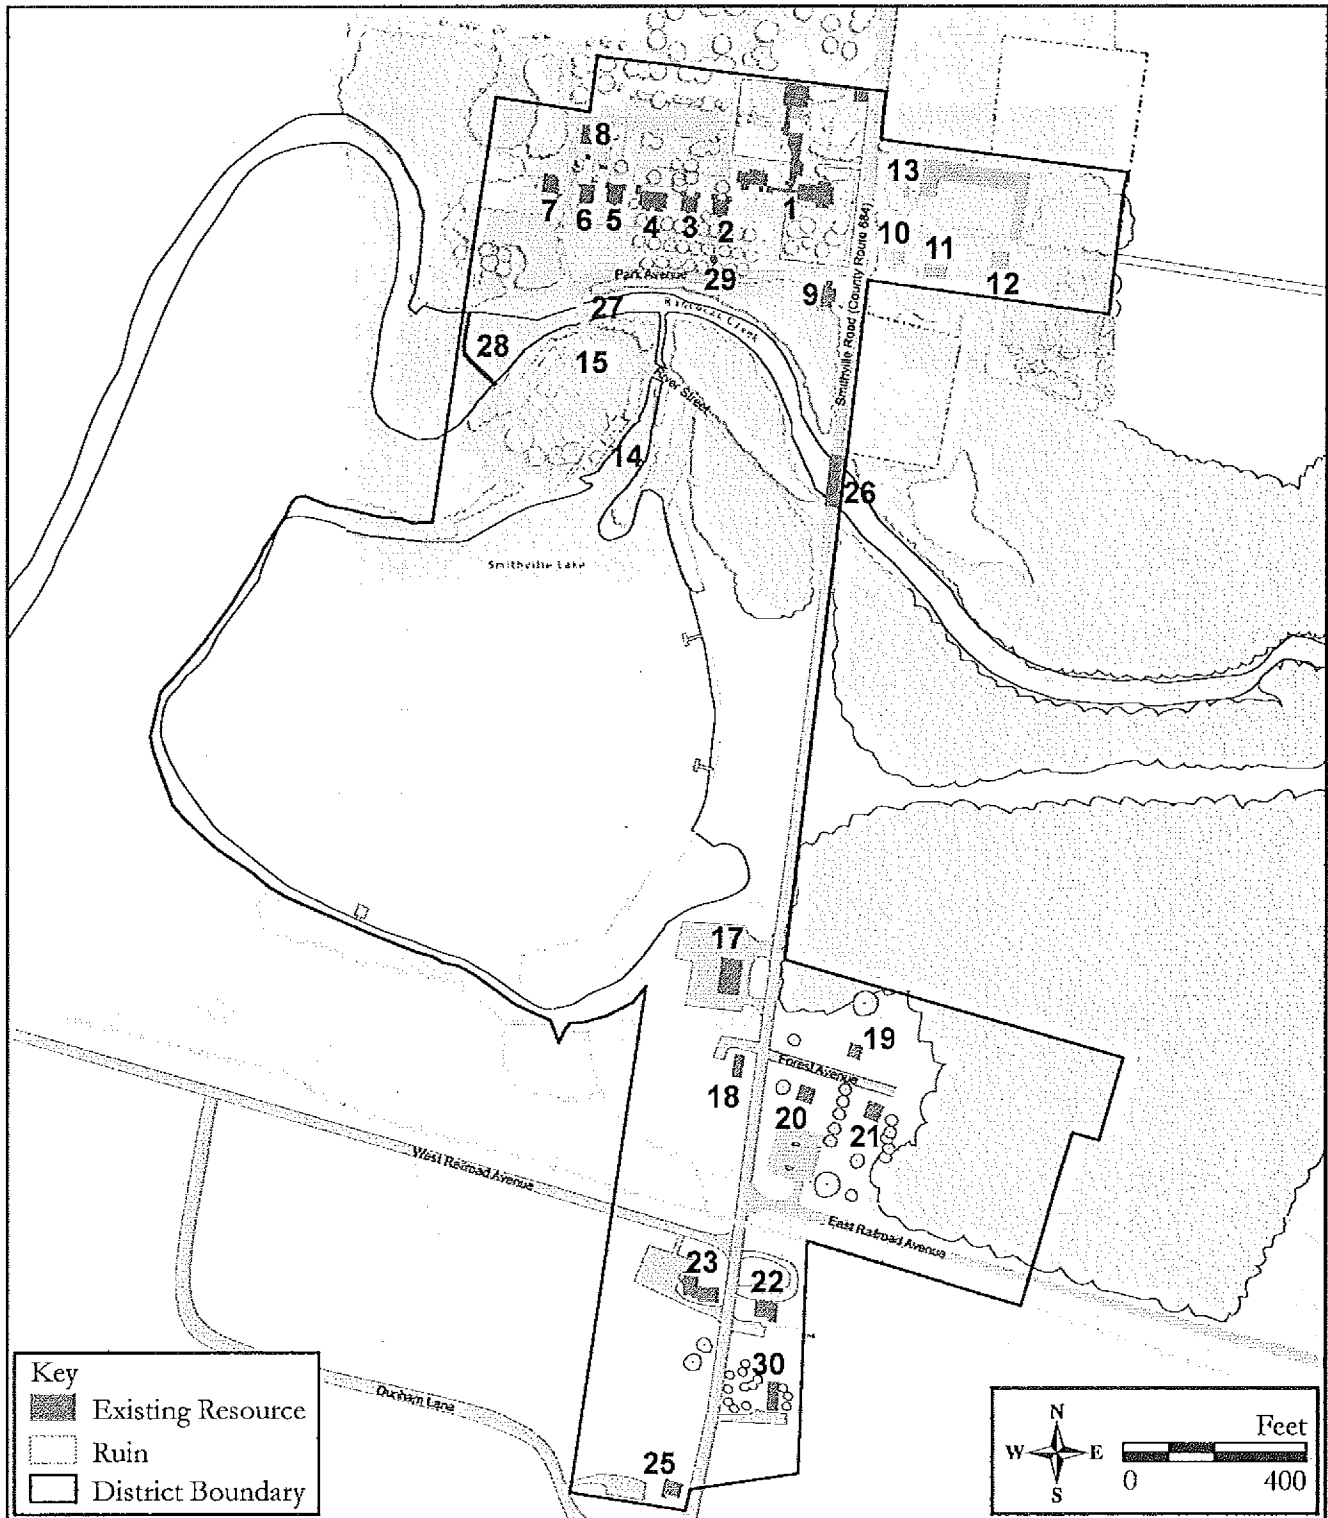 8
13
7
6
5
4
3
2
1
10
11
12
Park Avenue
29
9
27
Rancocas Creek
Smithville Road (County Route 684)
28
15
River Street
14
26
Smithville Lake
17
19
Forest Avenue
18
20
21
West Railroad Avenue
East Railroad Avenue
23
22
30
Dunham Lane
25
Key
Existing Resource
Ruin
District Boundary
N
W E
S
Feet
0 400